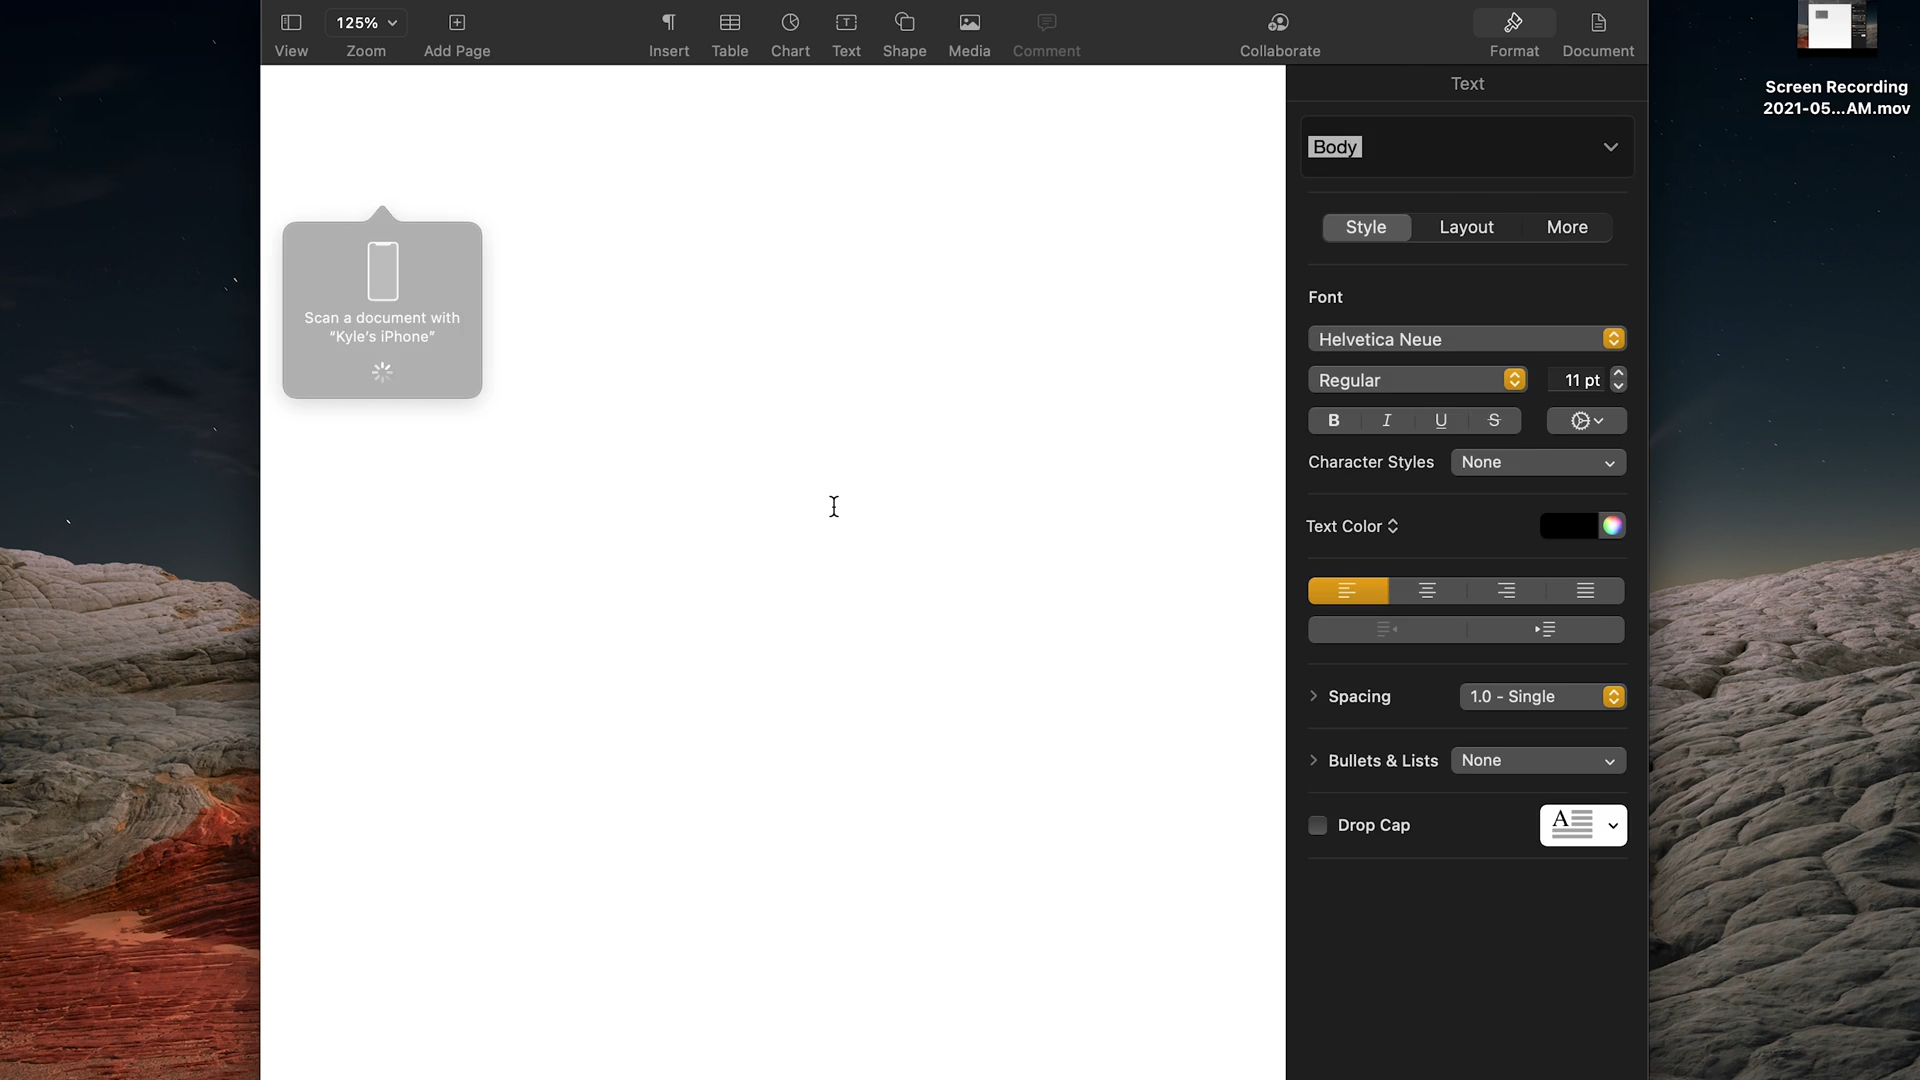 125%
View
Zoom
Add Page
Insert
Table
Chart
Text
Shape
Media
Comment
Collaborate
Format
Document
Screen Recording
2021-05...AM.mov
Text
Body
Style
Layout
More
Scan a document with
“Kyle’s iPhone”
Font
Helvetica Neue
Regular
11 pt
B I U S
Character Styles
None
Text Color
Spacing
1.0 - Single
Bullets & Lists
None
Drop Cap
A